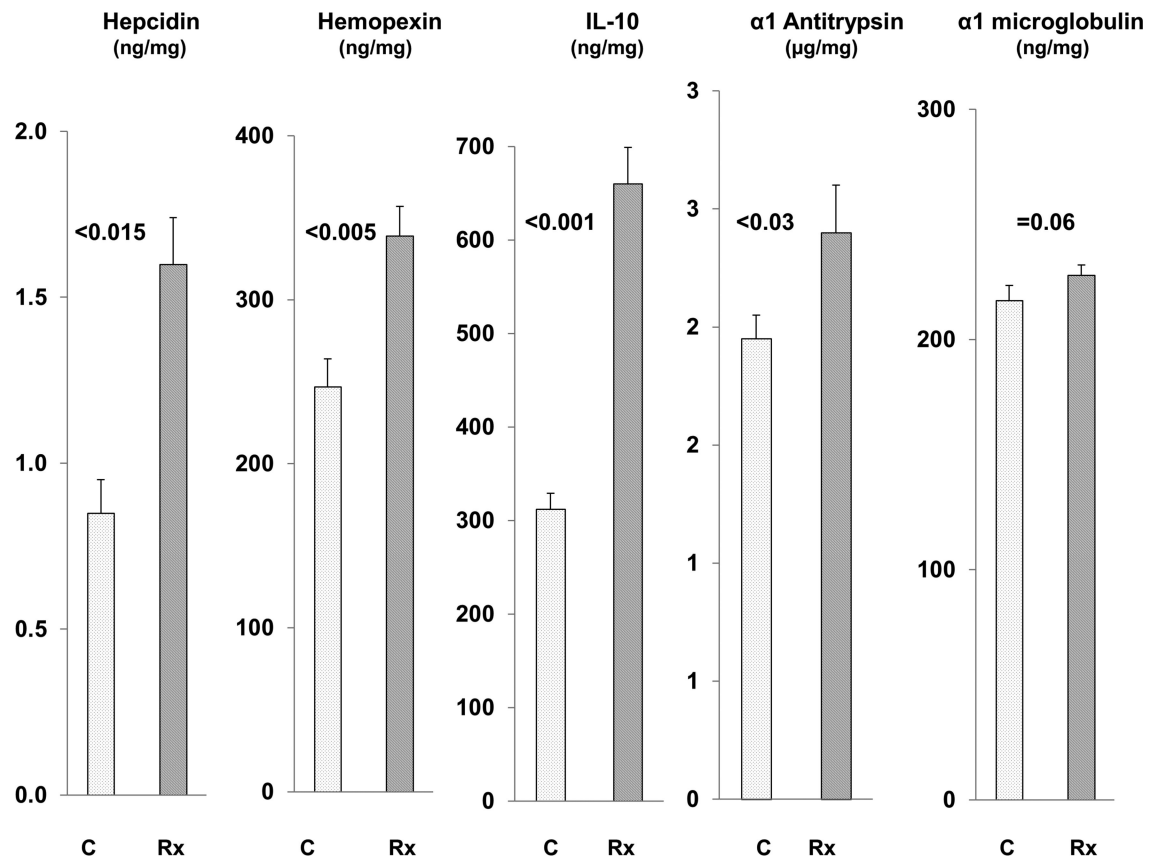 Hepcidin
(ng/mg)
2.0
1.5
1.0
0.5
0.0
<0.015
C Rx
Hemopexin
(ng/mg)
400
300
200
100
0
<0.005
C Rx
IL-10
(ng/mg)
700
600
500
400
300
200
100
0
<0.001
C Rx
α1 Antitrypsin
(µg/mg)
3
3
2
2
1
1
0
<0.03
C Rx
α1 microglobulin
(ng/mg)
300
200
100
0
=0.06
C Rx